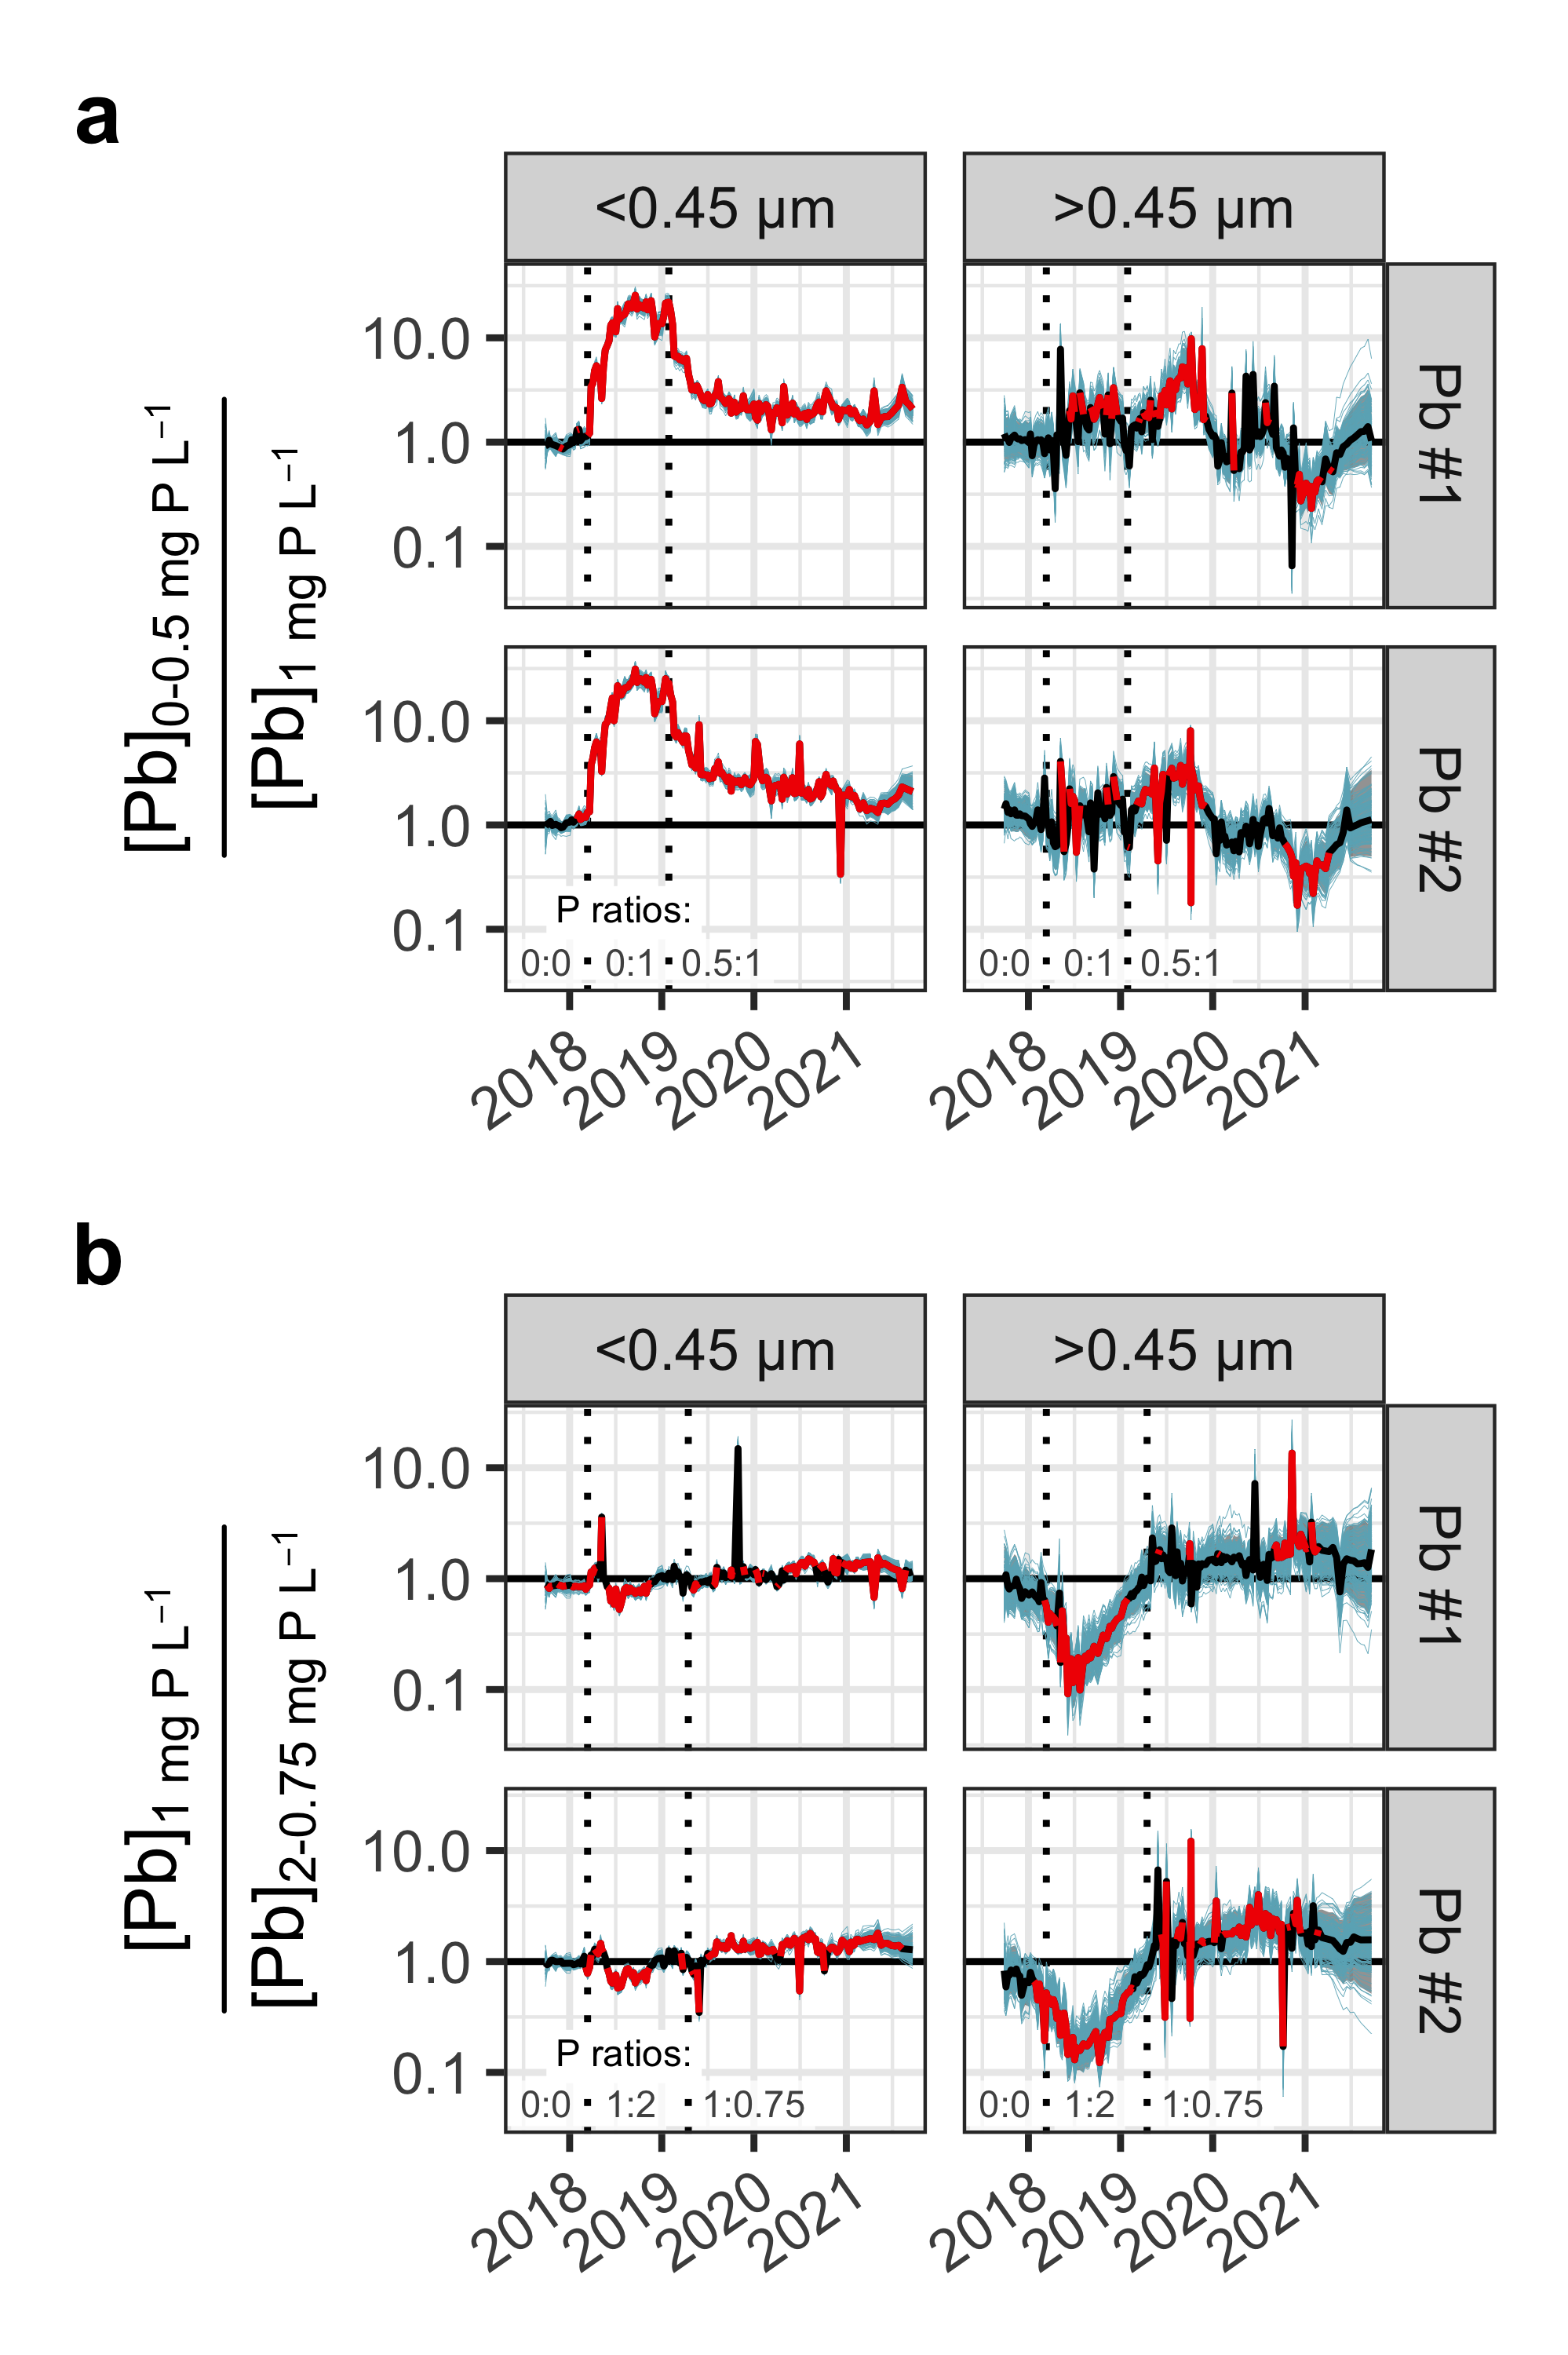 a
<0.45 µm
>0.45 µm
[Pb]0-0.5 mg P L−1
[Pb]1 mg P L−1
10.0
1.0
0.1
Pb #1
10.0
1.0
0.1
Pb #2
P ratios:
0:0 0:1 0.5:1
0:0 0:1 0.5:1
2018 2019 2020 2021
2018 2019 2020 2021
b
<0.45 µm
>0.45 µm
[Pb]1 mg P L−1
[Pb]2-0.75 mg P L−1
10.0
1.0
0.1
Pb #1
10.0
1.0
0.1
Pb #2
P ratios:
0:0 1:2 1:0.75
0:0 1:2 1:0.75
2018 2019 2020 2021
2018 2019 2020 2021